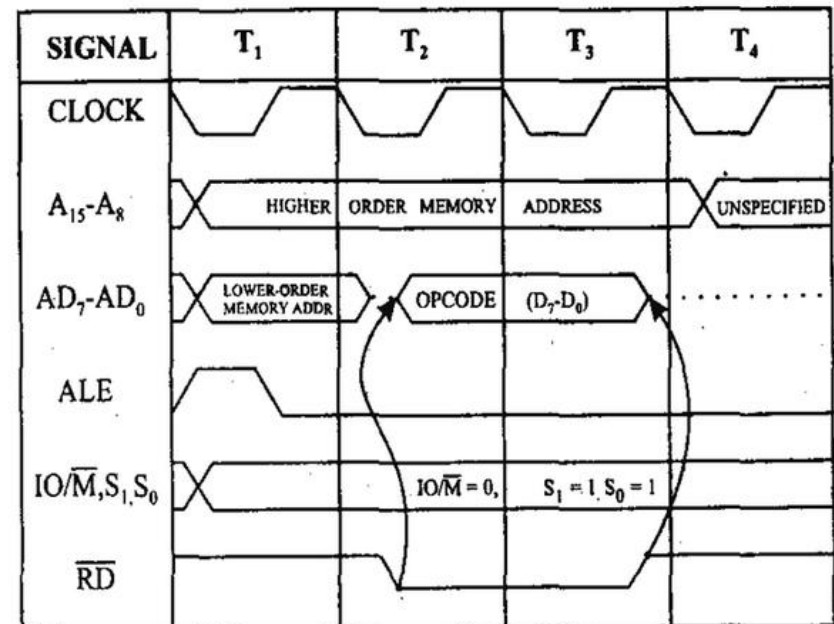 SIGNAL T₁ T₂ T₃ T₄
CLOCK
A₁₅-A₈ HIGHER ORDER MEMORY ADDRESS UNSPECIFIED
AD₇-AD₀ LOWER-ORDER MEMORY ADDR OPCODE (D₇-D₀)
ALE
IO/M̅,S₁,S₀ IO/M̅ = 0, S₁ = 1, S₀ = 1
R̅D̅